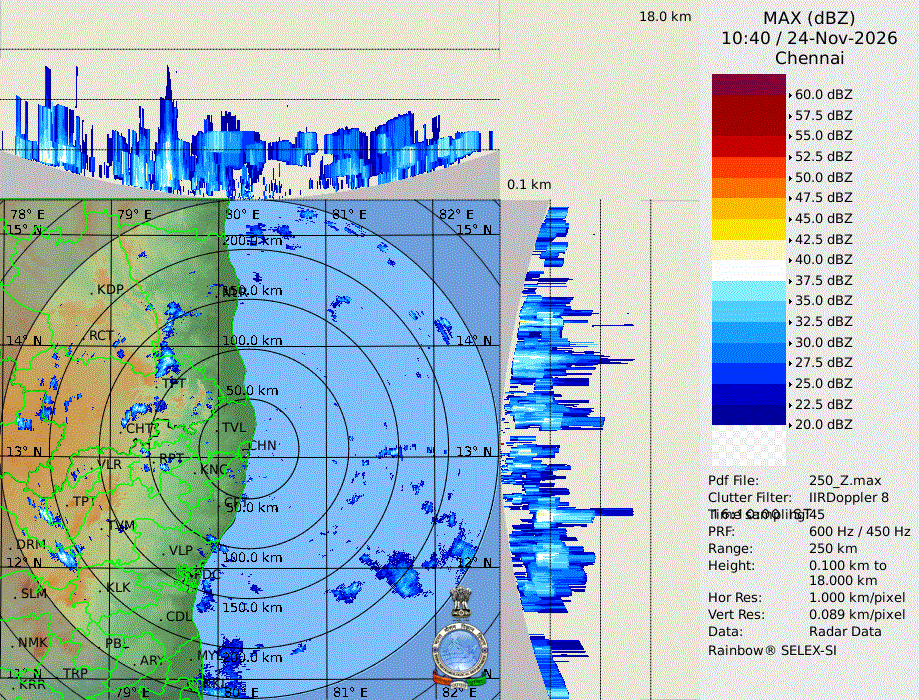 18.0 km
MAX (dBZ)
10:40 / 24-Nov-2026
Chennai
60.0 dBZ
57.5 dBZ
55.0 dBZ
52.5 dBZ
50.0 dBZ
47.5 dBZ
45.0 dBZ
42.5 dBZ
40.0 dBZ
37.5 dBZ
35.0 dBZ
32.5 dBZ
30.0 dBZ
27.5 dBZ
25.0 dBZ
22.5 dBZ
20.0 dBZ
0.1 km
78° E 79° E 80° E 81° E 82° E
15° N 15° N
200.0 km
KDP
150.0 km
RCT
14° N 100.0 km 14° N
TPT
50.0 km
CHT TVL
CHN
13° N 13° N
VLR RPT
KNC
TPT
50.0 km
TVM
DRM VLP 100.0 km
12° N 12° N
PDC
SLM KLK
150.0 km
CDL
NMK PBL
ARY MY 200.0 km
TRP
KRR
79° E 80° E 81° E 82° E
Pdf File: 250_Z.max
Clutter Filter: IIRDoppler 8
Time sampling:45
PRF: 600 Hz / 450 Hz
Range: 250 km
Height: 0.100 km to
18.000 km
Hor Res: 1.000 km/pixel
Vert Res: 0.089 km/pixel
Data: Radar Data
Rainbow® SELEX-SI